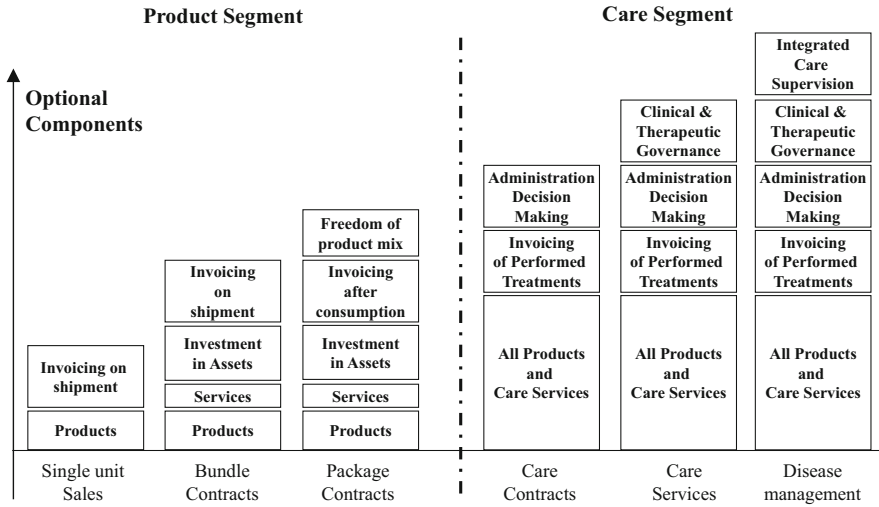 Product Segment
Care Segment
Optional
Components
Invoicing on
shipment
Products
Single unit
Sales
Invoicing
on
shipment
Investment
in Assets
Services
Products
Bundle
Contracts
Freedom of
product mix
Invoicing
after
consumption
Investment
in Assets
Services
Products
Package
Contracts
Administration
Decision
Making
Invoicing
of Performed
Treatments
All Products
and
Care Services
Care
Contracts
Clinical &
Therapeutic
Governance
Administration
Decision
Making
Invoicing
of Performed
Treatments
All Products
and
Care Services
Care
Services
Integrated
Care
Supervision
Clinical &
Therapeutic
Governance
Administration
Decision
Making
Invoicing
of Performed
Treatments
All Products
and
Care Services
Disease
management